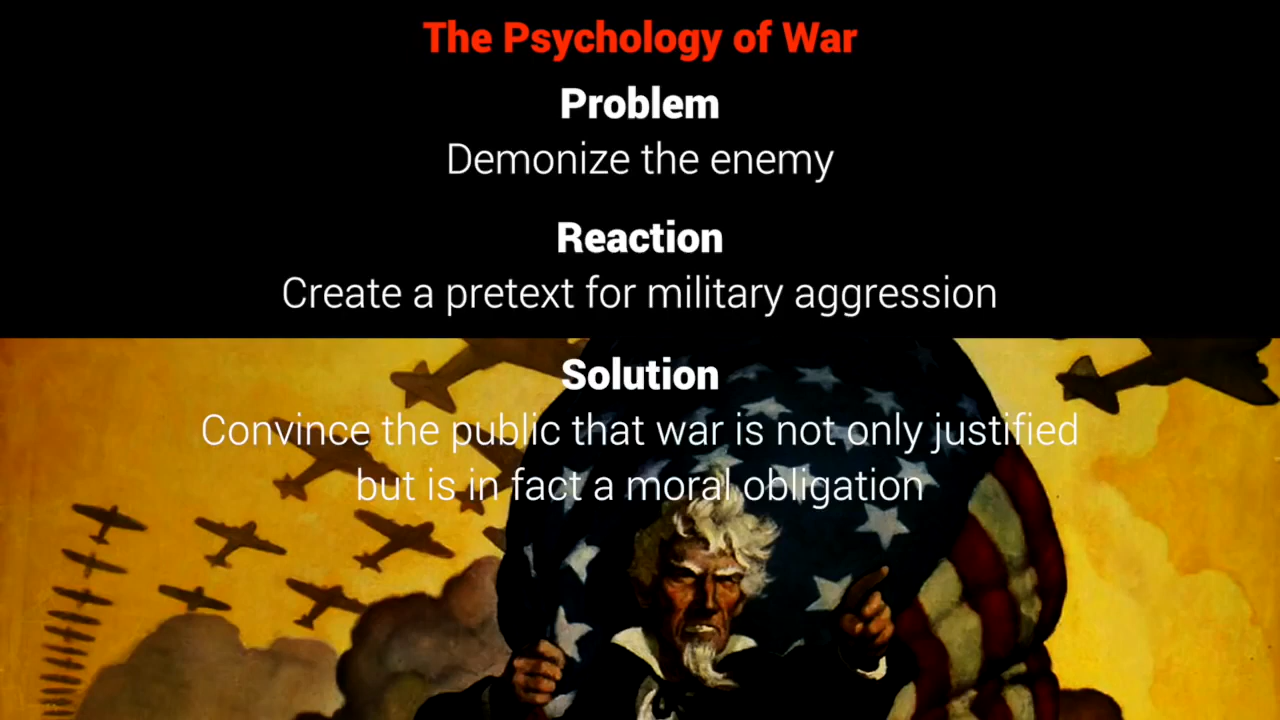 The Psychology of War
Problem
Demonize the enemy
Reaction
Create a pretext for military aggression
Solution
Convince the public that war is not only justified
but is in fact a moral obligation